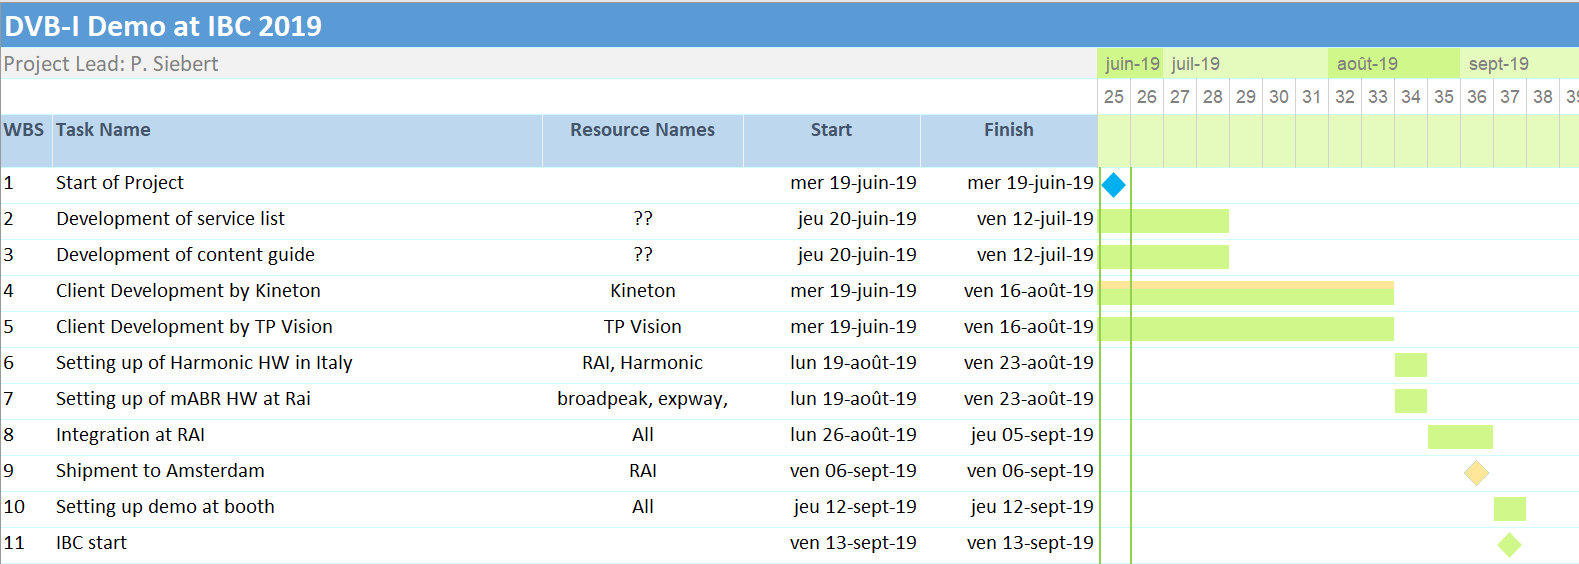 DVB-I Demo at IBC 2019
Project Lead: P. Siebert juin-19 juil-19 août-19 sept-19
25 26 27 28 29 30 31 32 33 34 35 36 37 38 39
WBS Task Name Resource Names Start Finish
1 Start of Project mer 19-juin-19 mer 19-juin-19
2 Development of service list ?? jeu 20-juin-19 ven 12-juil-19
3 Development of content guide ?? jeu 20-juin-19 ven 12-juil-19
4 Client Development by Kineton Kineton mer 19-juin-19 ven 16-août-19
5 Client Development by TP Vision TP Vision mer 19-juin-19 ven 16-août-19
6 Setting up of Harmonic HW in Italy RAI, Harmonic lun 19-août-19 ven 23-août-19
7 Setting up of mABR HW at Rai broadpeak, expway, lun 19-août-19 ven 23-août-19
8 Integration at RAI All lun 26-août-19 jeu 05-sept-19
9 Shipment to Amsterdam RAI ven 06-sept-19 ven 06-sept-19
10 Setting up demo at booth All jeu 12-sept-19 jeu 12-sept-19
11 IBC start ven 13-sept-19 ven 13-sept-19